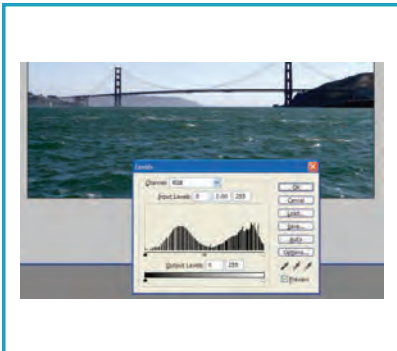 Levels
Channel: RGB
Input Levels: 0 1.00 255
Output Levels: 0 255
OK
Cancel
Load...
Save...
Auto
Options...
Preview